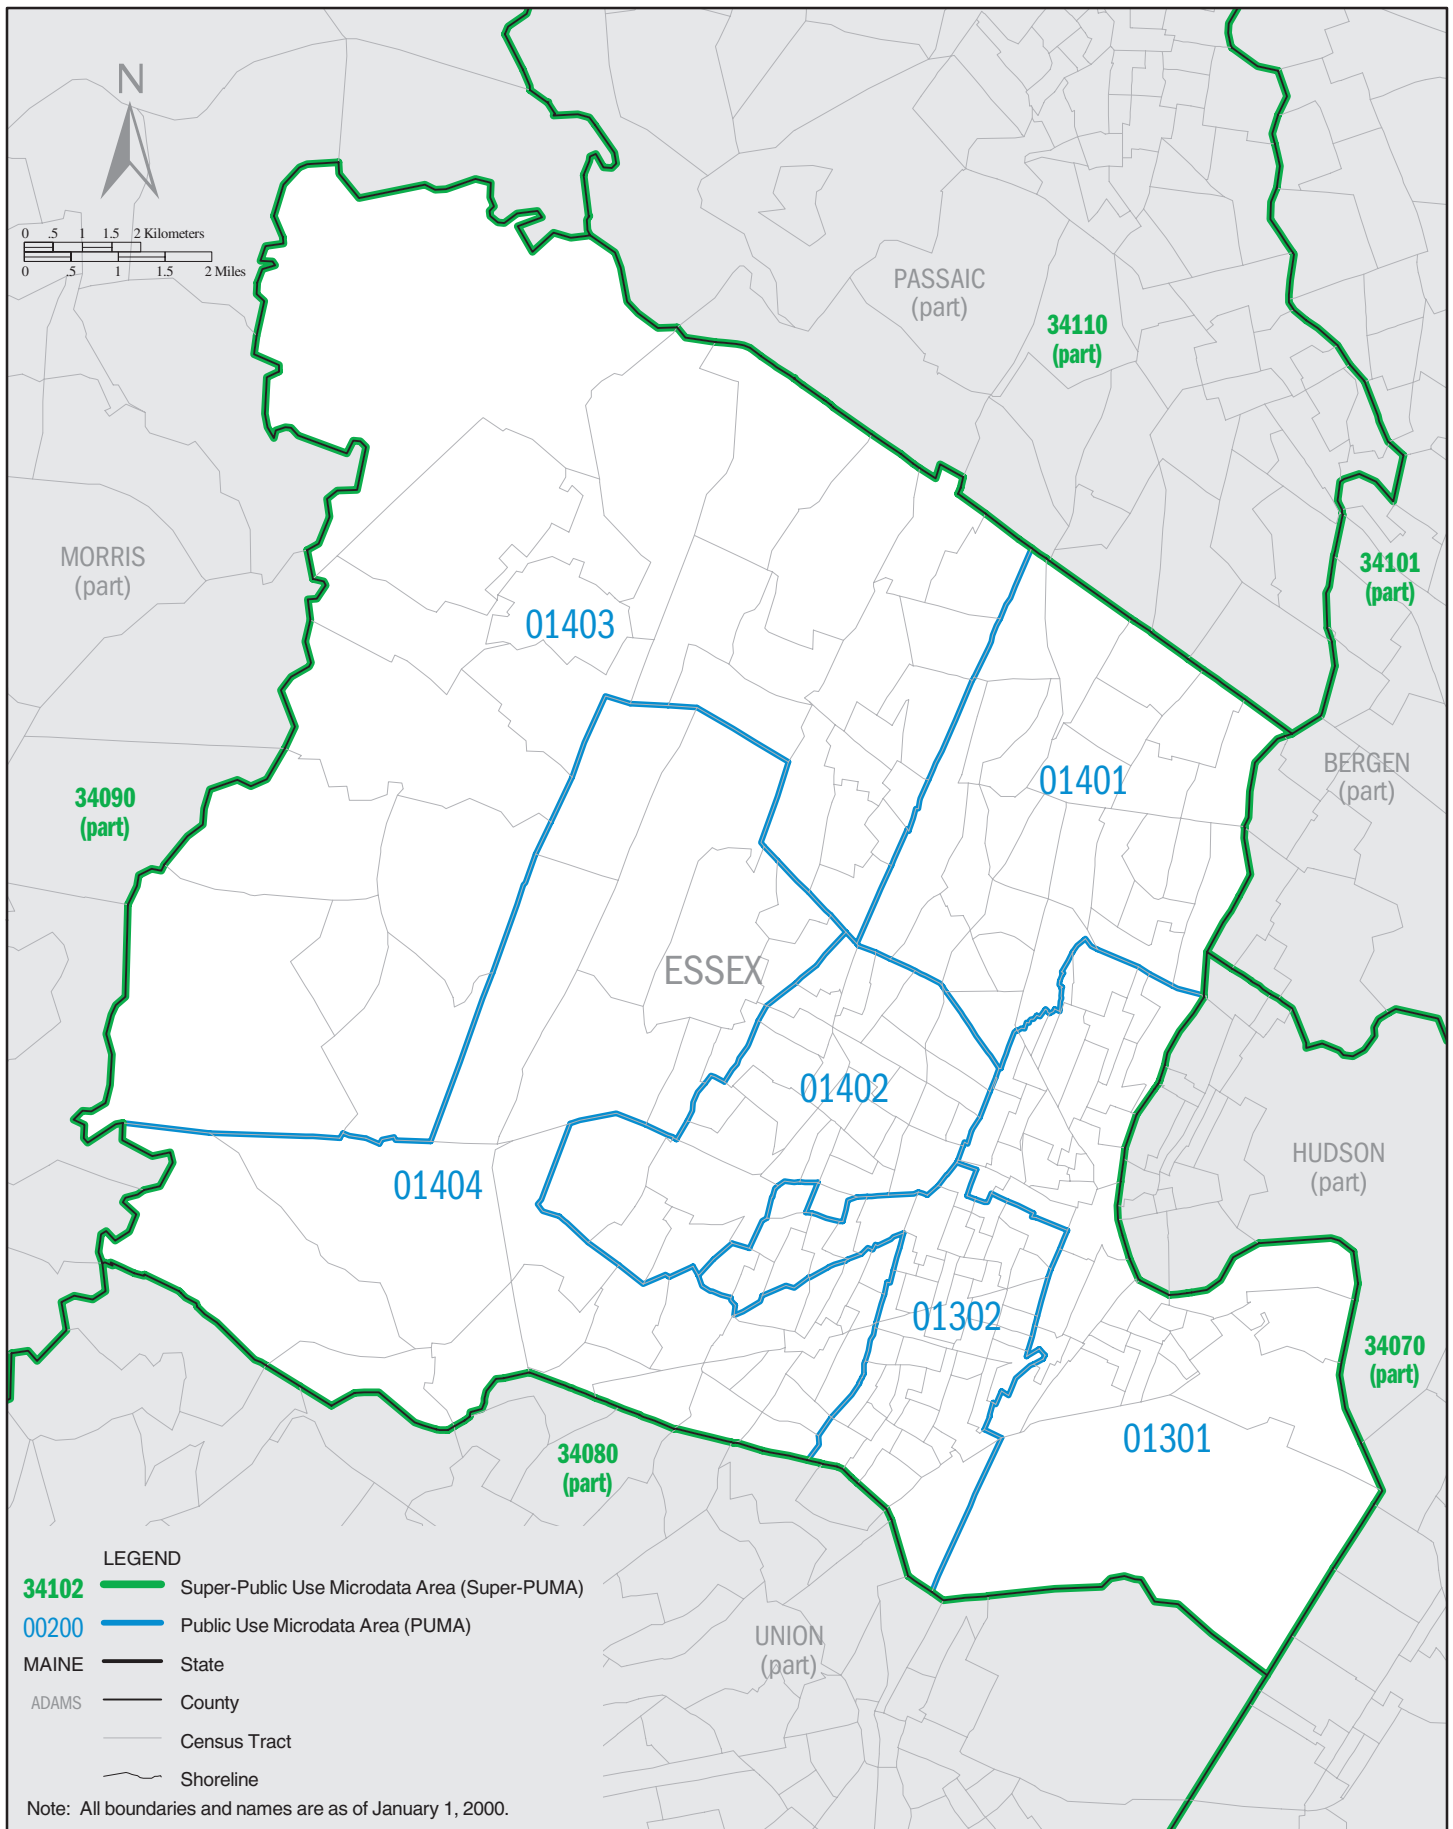 N
0 .5 1 1.5 2 Kilometers
0 .5 1 1.5 2 Miles
PASSAIC
(part)
34110
(part)
MORRIS
(part)
34101
(part)
01403
01401
BERGEN
(part)
34090
(part)
ESSEX
01402
HUDSON
(part)
01404
01302
34070
(part)
01301
34080
(part)
LEGEND
34102 Super-Public Use Microdata Area (Super-PUMA)
00200 Public Use Microdata Area (PUMA)
MAINE State
ADAMS County
Census Tract
Shoreline
UNION
(part)
Note: All boundaries and names are as of January 1, 2000.